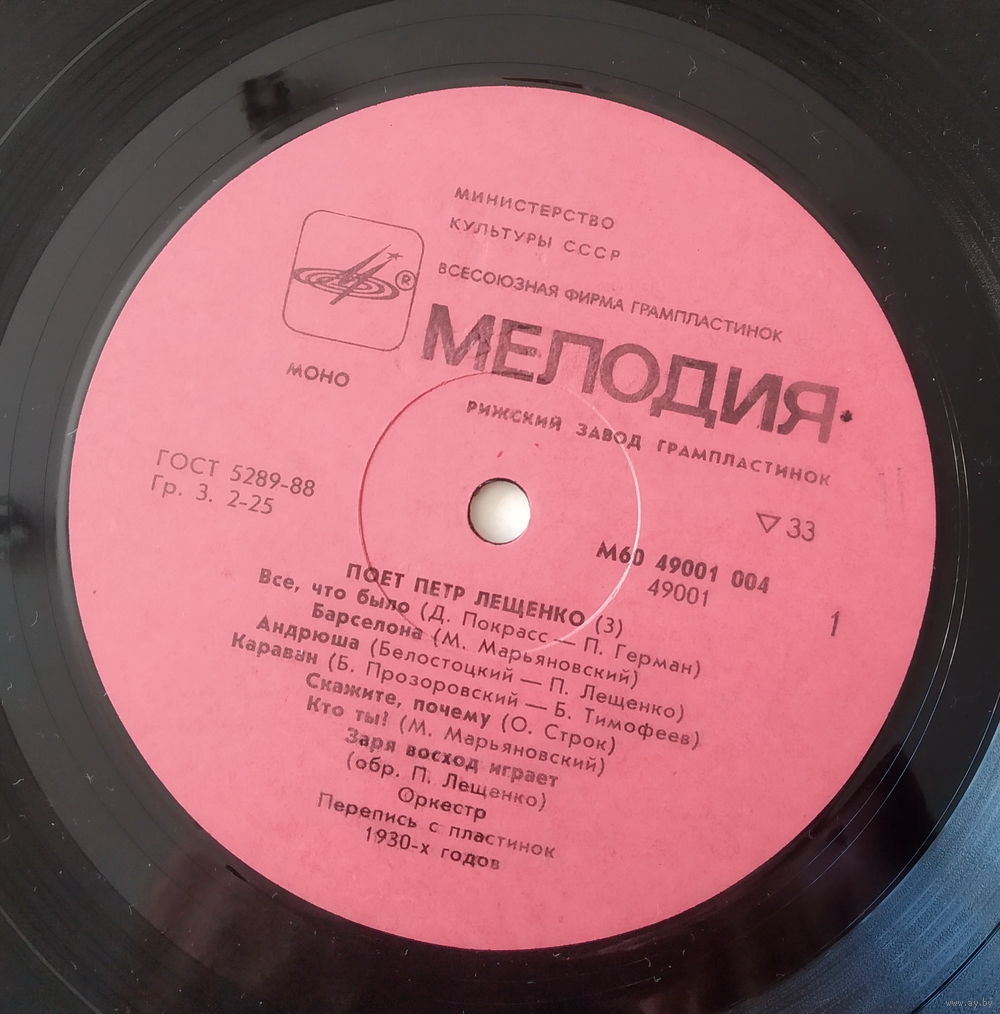 МИНИСТЕРСТВО
КУЛЬТУРЫ СССР
ВСЕСОЮЗНАЯ ФИРМА ГРАМПЛАСТИНОК
МЕЛОДИЯ
®
МОНО
РИЖСКИЙ ЗАВОД ГРАМПЛАСТИНОК
ГОСТ 5289-88
Гр. 3. 2-25
▽ 33
М60 49001 004
49001
1
ПОЕТ ПЕТР ЛЕЩЕНКО (3)
Все, что было (Д. Покрасс — П. Герман)
Барселона (М. Марьяновский)
Андрюша (Белостоцкий — П. Лещенко)
Караван (Б. Прозоровский — Б. Тимофеев)
Скажите, почему (О. Строк)
Кто ты? (М. Марьяновский)
Заря восход играет
(обр. П. Лещенко)
Оркестр
Перепись с пластинок
1930-х годов
www.ay.by